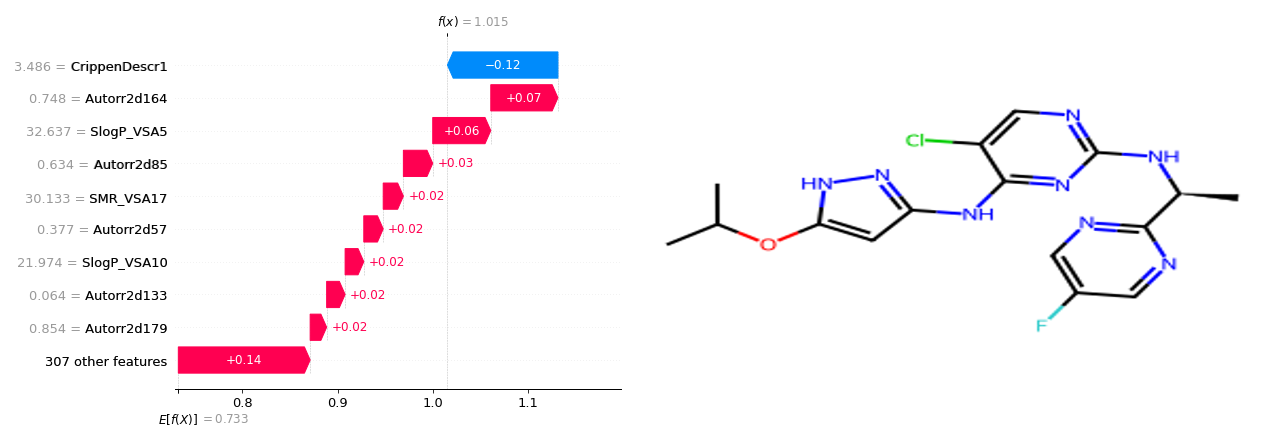 f(x) = 1.015
3.486 = CrippenDescr1
−0.12
0.748 = Autorr2d164
+0.07
32.637 = SlogP_VSA5
+0.06
0.634 = Autorr2d85
+0.03
30.133 = SMR_VSA17
+0.02
0.377 = Autorr2d57
+0.02
21.974 = SlogP_VSA10
+0.02
0.064 = Autorr2d133
+0.02
0.854 = Autorr2d179
+0.02
307 other features
+0.14
0.8 0.9 1.0 1.1
E[f(X)] = 0.733
N
Cl
NH
N
HN
N
NH
N
N
O
F